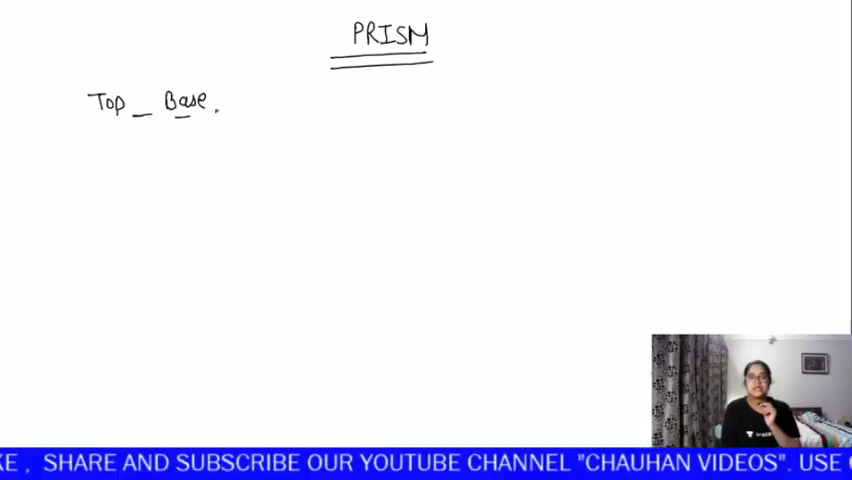 PRISM
Top _ Base.
KE , SHARE AND SUBSCRIBE OUR YOUTUBE CHANNEL "CHAUHAN VIDEOS". USE